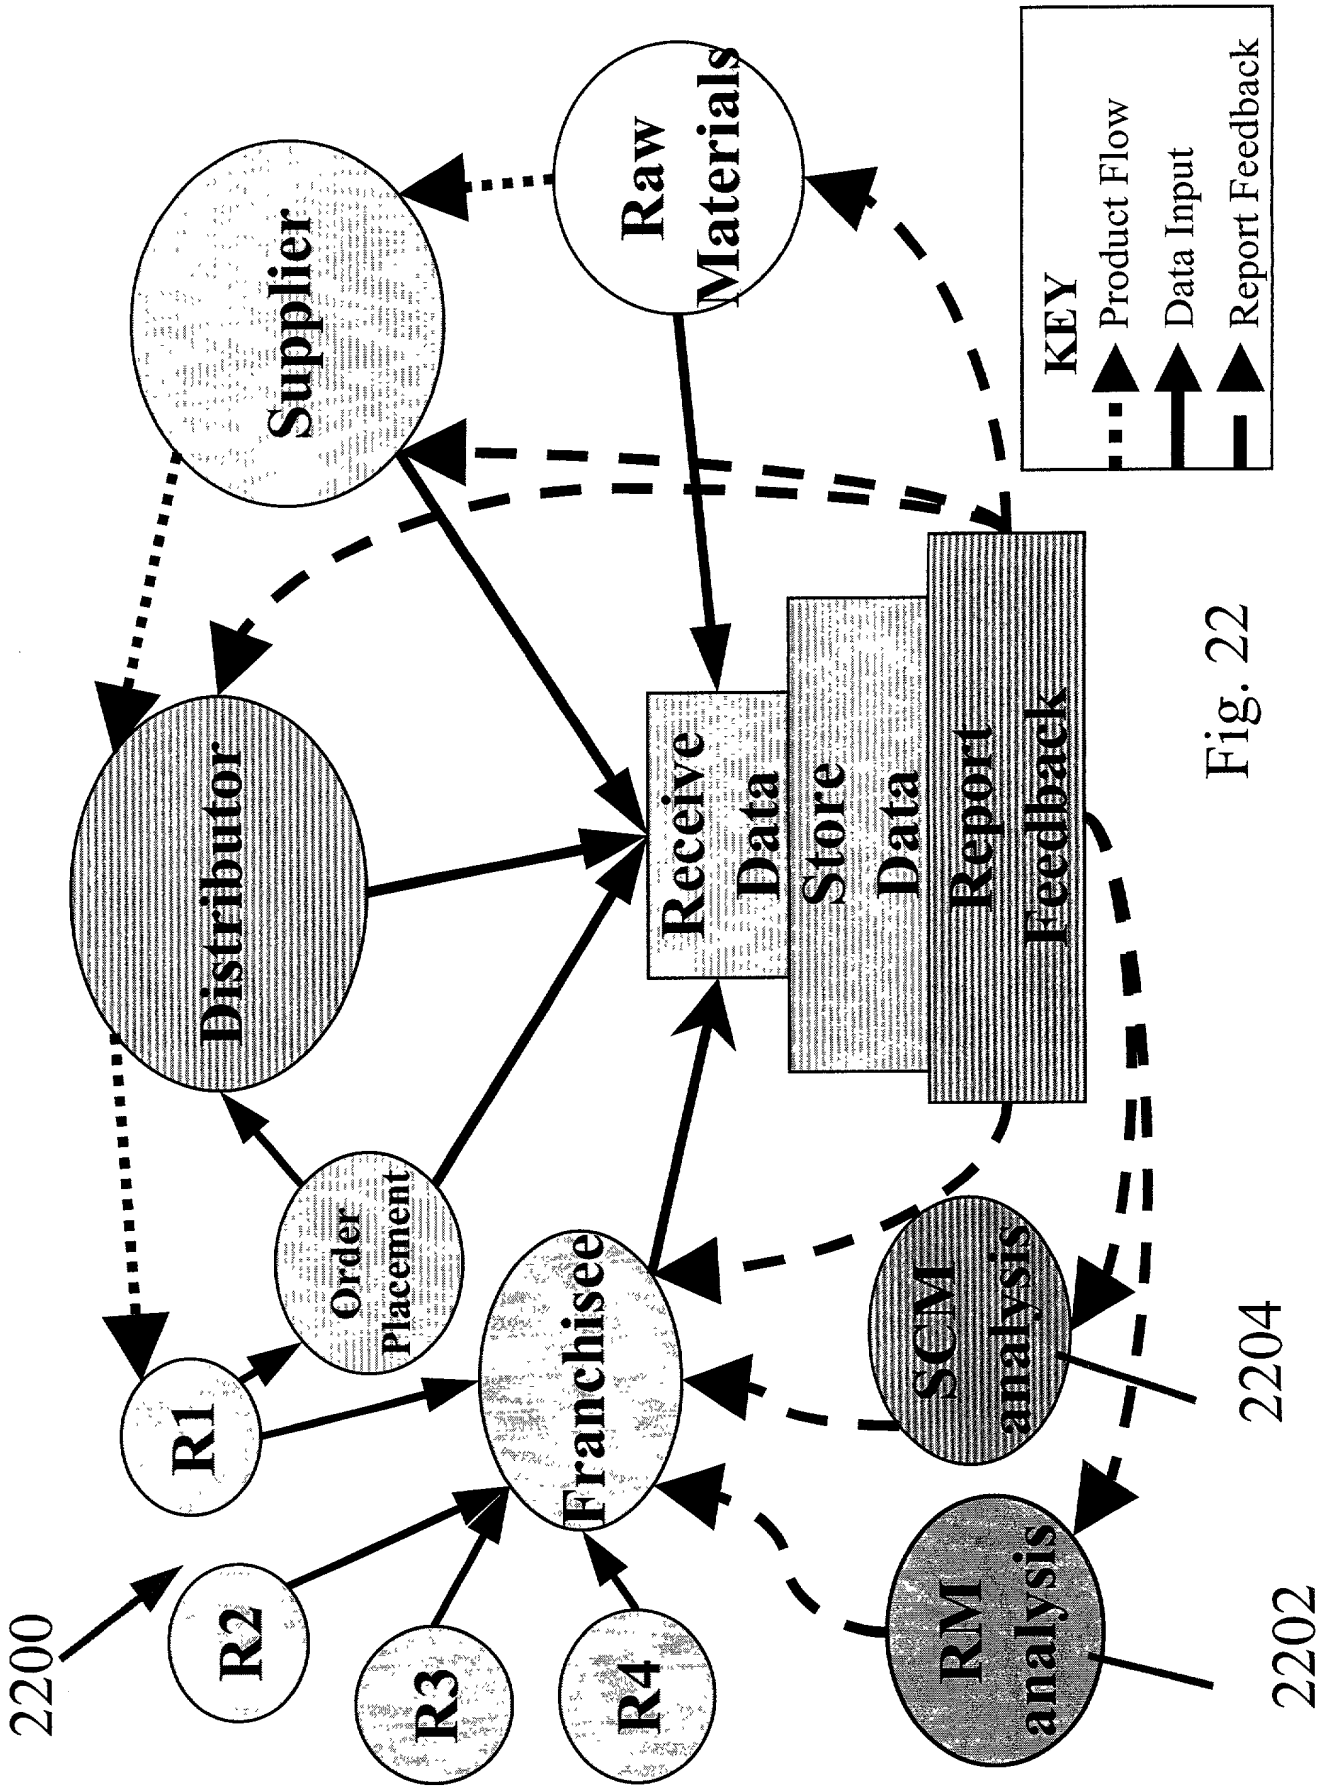 2200
R1
R2
R3
R4
Order
Placement
Distributor
Supplier
Franchisee
Receive
Data
Store
Data
Report
Feedback
Raw
Materials
RM
analysis
SCM
analysis
2202
2204
Fig. 22
KEY
Product Flow
Data Input
Report Feedback